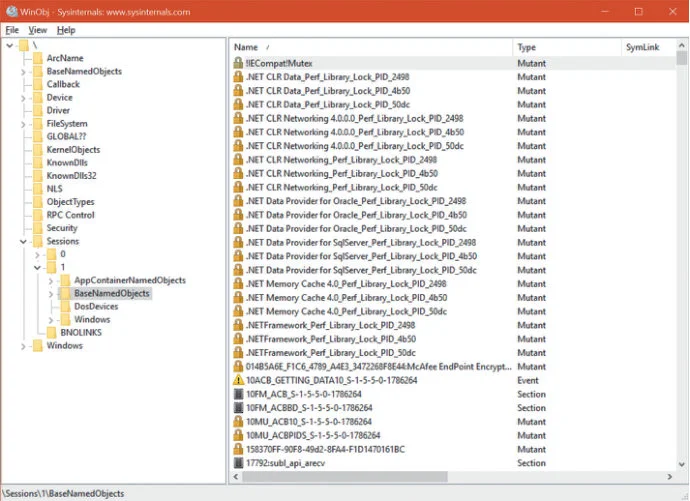 WinObj - Sysinternals: www.sysinternals.com
File View Help
\
ArcName
BaseNamedObjects
Callback
Device
Driver
FileSystem
GLOBAL??
KernelObjects
KnownDlls
KnownDlls32
NLS
ObjectTypes
RPC Control
Security
Sessions
0
1
AppContainerNamedObjects
BaseNamedObjects
DosDevices
Windows
BNOLINKS
Windows
Name / Type SymLink
!IECompat!Mutex Mutant
.NET CLR Data_Perf_Library_Lock_PID_2498 Mutant
.NET CLR Data_Perf_Library_Lock_PID_4b50 Mutant
.NET CLR Data_Perf_Library_Lock_PID_50dc Mutant
.NET CLR Networking 4.0.0.0_Perf_Library_Lock_PID_2498 Mutant
.NET CLR Networking 4.0.0.0_Perf_Library_Lock_PID_4b50 Mutant
.NET CLR Networking 4.0.0.0_Perf_Library_Lock_PID_50dc Mutant
.NET CLR Networking_Perf_Library_Lock_PID_2498 Mutant
.NET CLR Networking_Perf_Library_Lock_PID_4b50 Mutant
.NET CLR Networking_Perf_Library_Lock_PID_50dc Mutant
.NET Data Provider for Oracle_Perf_Library_Lock_PID_2498 Mutant
.NET Data Provider for Oracle_Perf_Library_Lock_PID_4b50 Mutant
.NET Data Provider for Oracle_Perf_Library_Lock_PID_50dc Mutant
.NET Data Provider for SqlServer_Perf_Library_Lock_PID_2498 Mutant
.NET Data Provider for SqlServer_Perf_Library_Lock_PID_4b50 Mutant
.NET Data Provider for SqlServer_Perf_Library_Lock_PID_50dc Mutant
.NET Memory Cache 4.0_Perf_Library_Lock_PID_2498 Mutant
.NET Memory Cache 4.0_Perf_Library_Lock_PID_4b50 Mutant
.NET Memory Cache 4.0_Perf_Library_Lock_PID_50dc Mutant
.NETFramework_Perf_Library_Lock_PID_2498 Mutant
.NETFramework_Perf_Library_Lock_PID_4b50 Mutant
.NETFramework_Perf_Library_Lock_PID_50dc Mutant
014B5A6E_F1C6_4789_A4E3_3472268F8E44:McAfee EndPoint Encrypt... Mutant
10ACB_GETTING_DATA10_S-1-5-5-0-1786264 Event
10FM_ACB_S-1-5-5-0-1786264 Section
10FM_ACBBD_S-1-5-5-0-1786264 Section
10MU_ACB10_S-1-5-5-0-1786264 Mutant
10MU_ACBPIDS_S-1-5-5-0-1786264 Mutant
158370FF-90F8-49d2-8FA4-F1D1470161BC Mutant
17792:subl_api_arecv Section
\Sessions\1\BaseNamedObjects